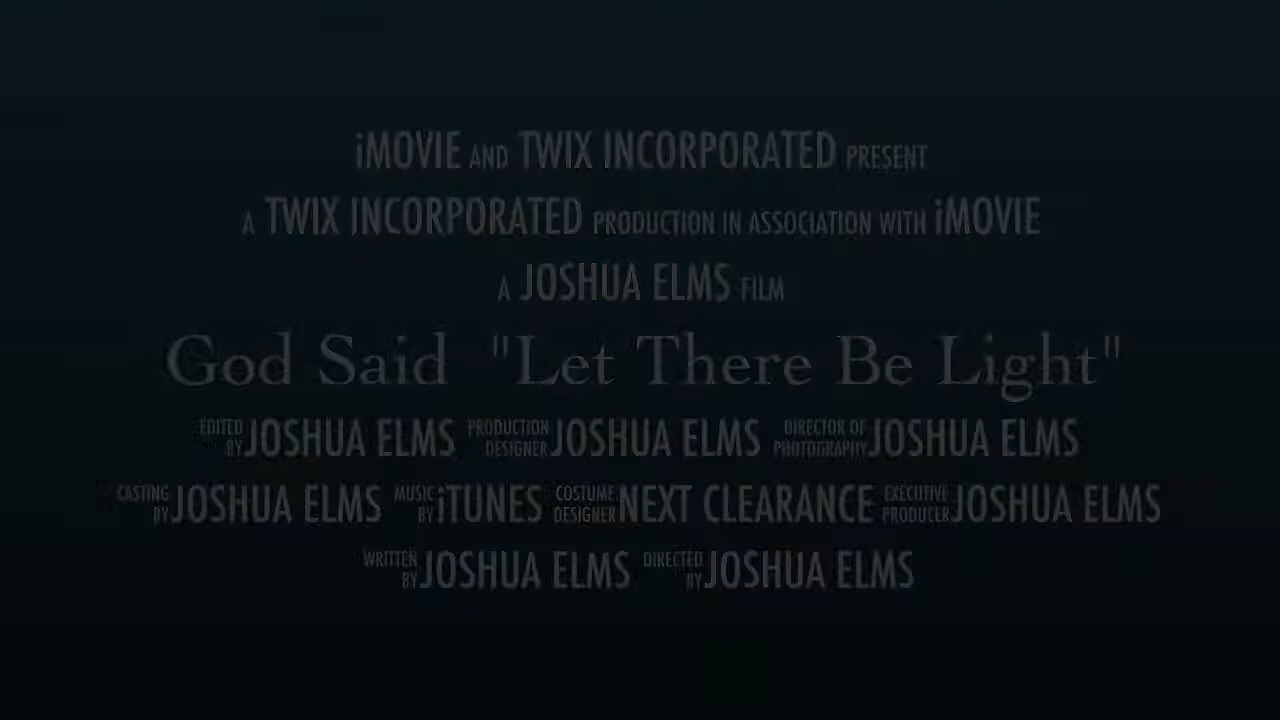 iMOVIE AND TWIX INCORPORATED PRESENT
A TWIX INCORPORATED PRODUCTION IN ASSOCIATION WITH iMOVIE
A JOSHUA ELMS FILM
God Said "Let There Be Light"
EDITED BY JOSHUA ELMS PRODUCTION DESIGNER JOSHUA ELMS DIRECTOR OF PHOTOGRAPHY JOSHUA ELMS
CASTING BY JOSHUA ELMS MUSIC BY iTUNES COSTUME DESIGNER NEXT CLEARANCE EXECUTIVE PRODUCER JOSHUA ELMS
WRITTEN BY JOSHUA ELMS DIRECTED BY JOSHUA ELMS